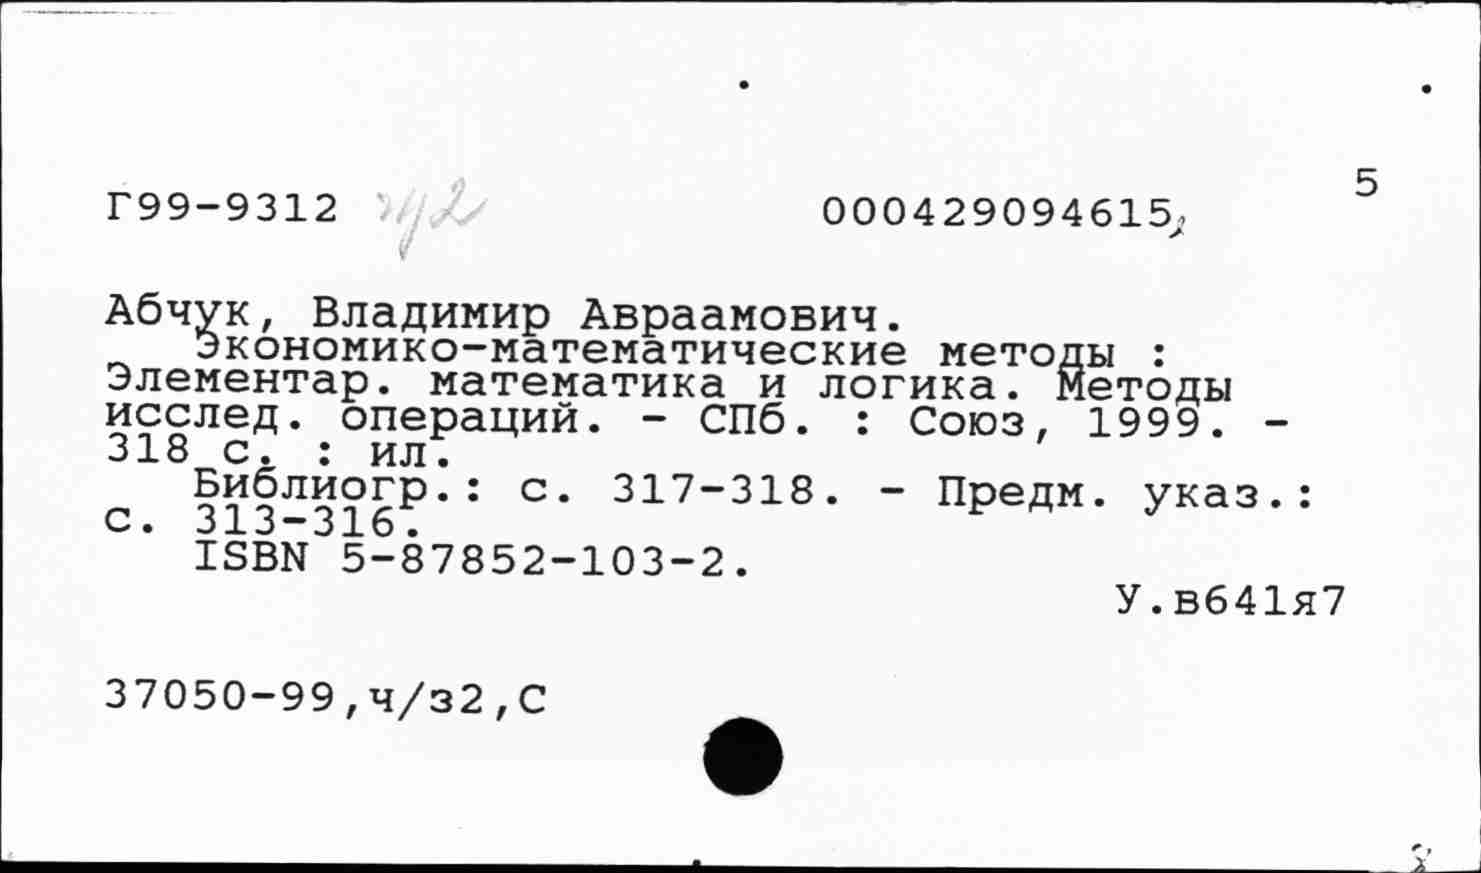 5
Г99-9312 000429094615
Абчук, Владимир Авраамович.
Экономико-математические методы :
Элементар. математика и логика. Методы
исслед. операций. - СПб. : Союз, 1999. -
318 с. : ил.
Библиогр.: с. 317-318. - Предм. указ.:
с. 313-316.
ISBN 5-87852-103-2.
У.в641я7
37050-99,ч/з2,С